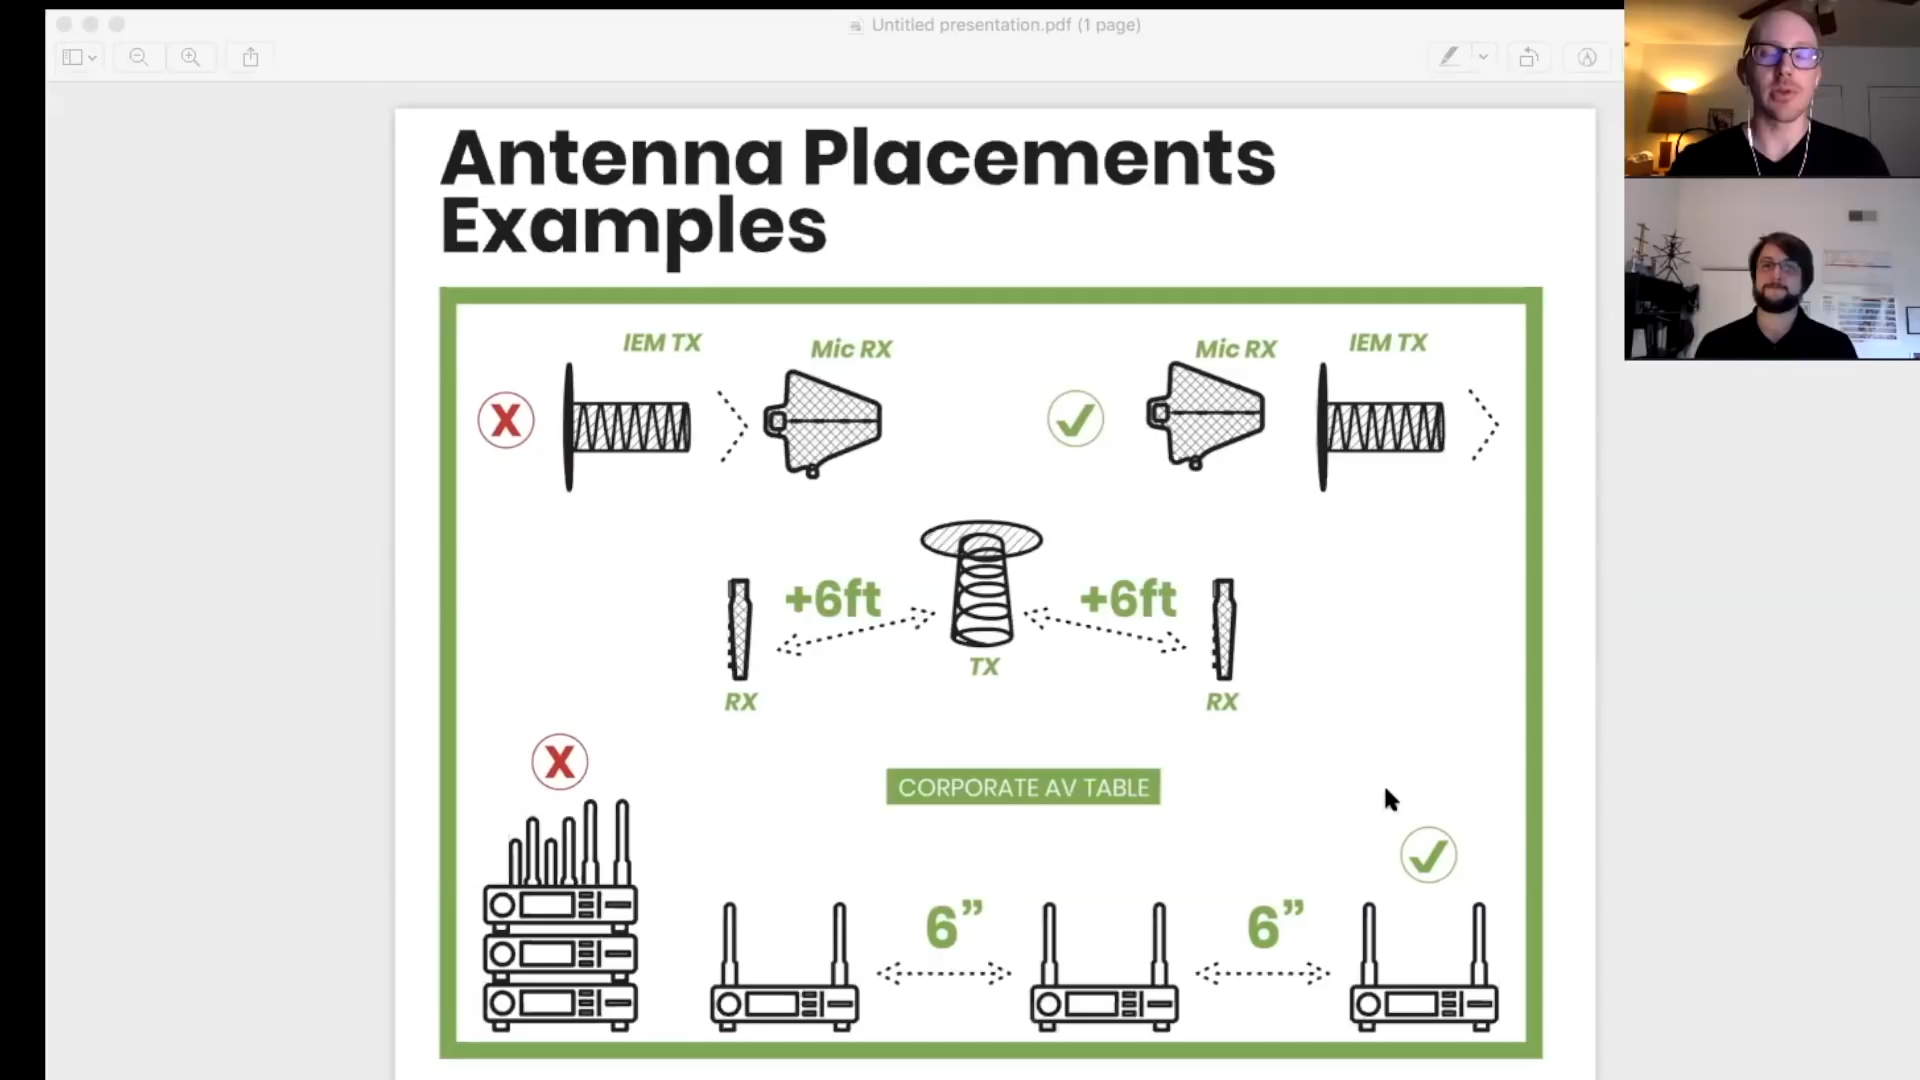 Untitled presentation.pdf (1 page)
Antenna Placements
Examples
IEM TX
Mic RX
Mic RX
IEM TX
X
+6ft
+6ft
TX
RX
RX
X
CORPORATE AV TABLE
6”
6”